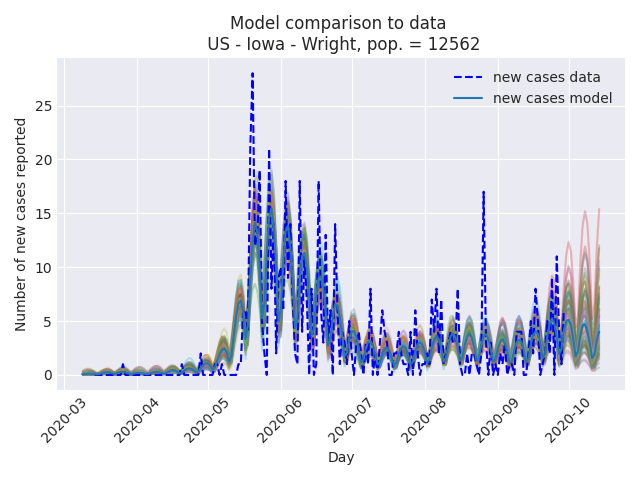 Model comparison to data
US - Iowa - Wright, pop. = 12562
new cases data
new cases model
Number of new cases reported
25
20
15
10
5
0
2020-03
2020-04
2020-05
2020-06
2020-07
2020-08
2020-09
2020-10
Day